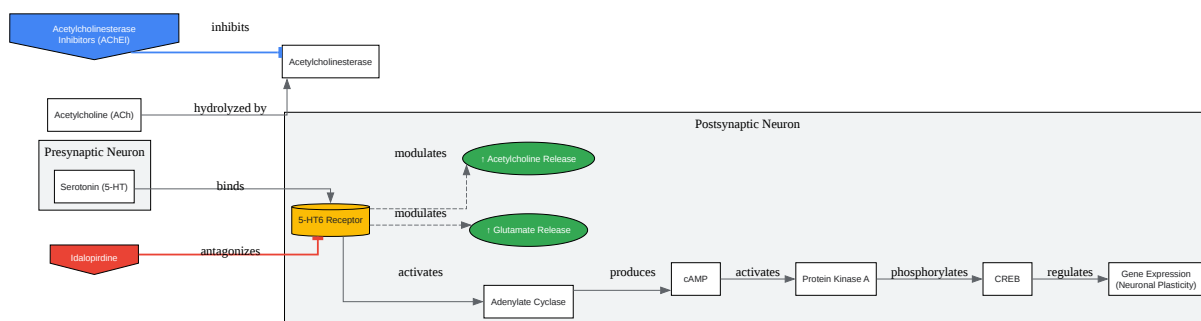 Acetylcholinesterase
Inhibitors (AChEI)
inhibits
Acetylcholinesterase
Acetylcholine (ACh)
hydrolyzed by
Postsynaptic Neuron
Presynaptic Neuron
Serotonin (5-HT)
binds
modulates
↑ Acetylcholine Release
5-HT6 Receptor
modulates
↑ Glutamate Release
Idalopirdine
antagonizes
activates
Adenylate Cyclase
produces
cAMP
activates
Protein Kinase A
phosphorylates
CREB
regulates
Gene Expression
(Neuronal Plasticity)